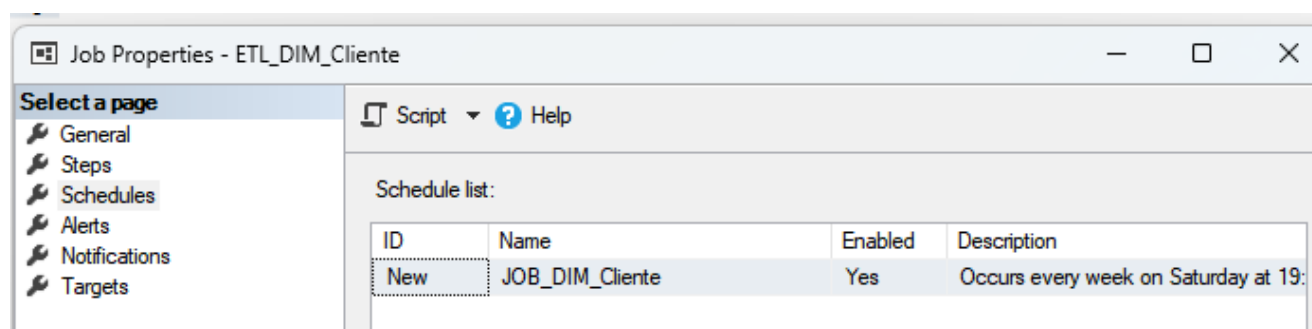 Job Properties - ETL_DIM_Cliente
Select a page
General
Steps
Schedules
Alerts
Notifications
Targets
Script
Help
Schedule list:
ID Name Enabled Description
New JOB_DIM_Cliente Yes Occurs every week on Saturday at 19: